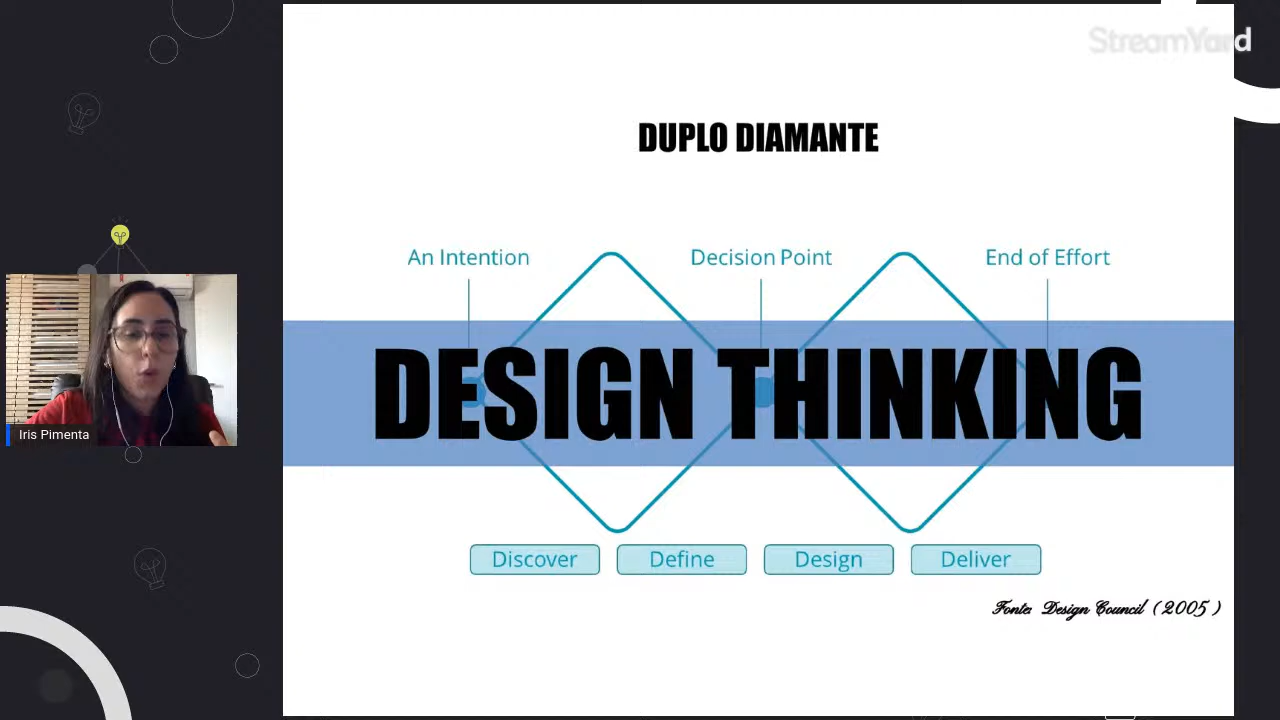 StreamYard
DUPLO DIAMANTE
An Intention
Decision Point
End of Effort
DESIGN THINKING
Iris Pimenta
Discover
Define
Design
Deliver
Fonte: Design Council (2005)